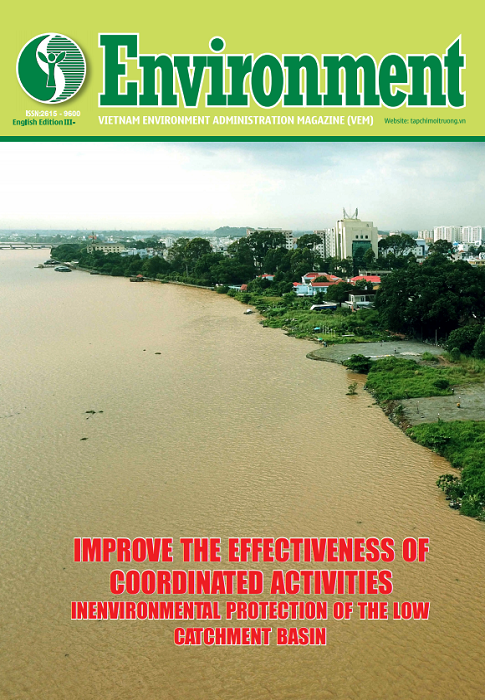 Environment
VIETNAM ENVIRONMENT ADMINISTRATION MAGAZINE (VEM)
Website: tapchimoitruong.vn
ISSN:2615 - 9600
English Edition III-
IMPROVE THE EFFECTIVENESS OF
COORDINATED ACTIVITIES
INENVIRONMENTAL PROTECTION OF THE LOW
CATCHMENT BASIN